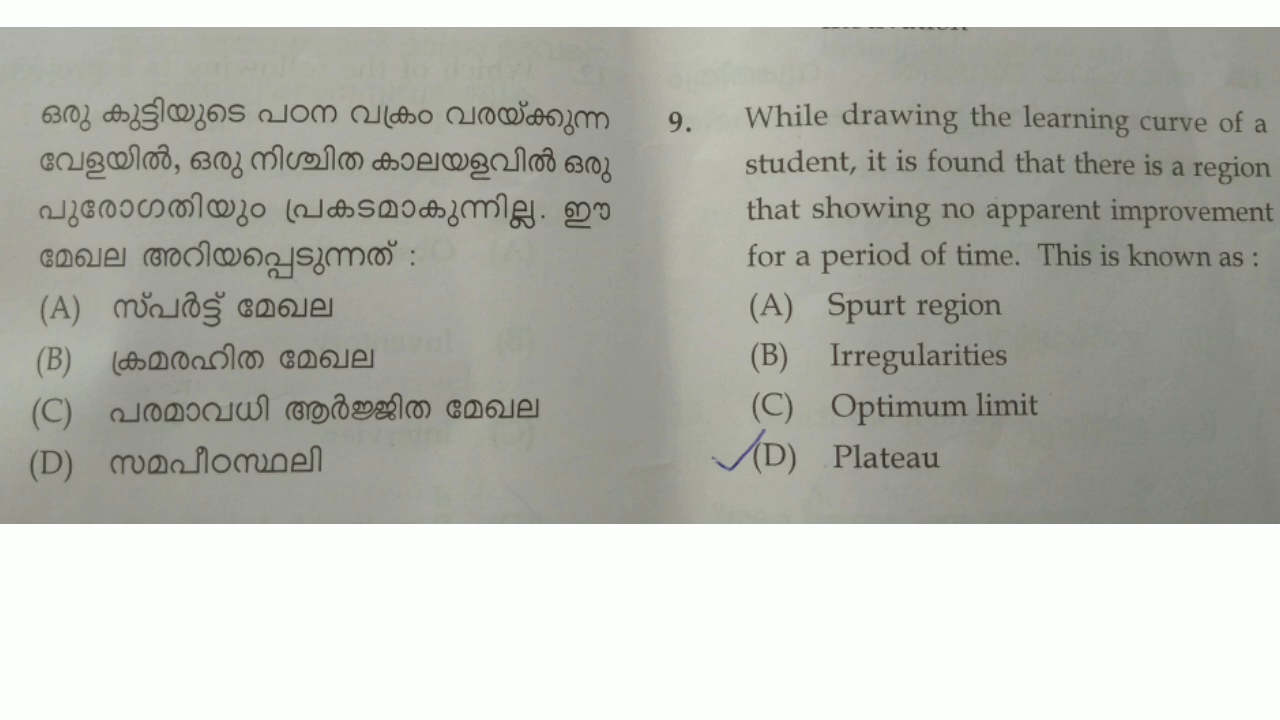 ഒരു കുട്ടിയുടെ പഠന വക്രം വരയ്ക്കുന്ന
വേളയിൽ, ഒരു നിശ്ചിത കാലയളവിൽ ഒരു
പുരോഗതിയും പ്രകടമാകുന്നില്ല. ഈ
മേഖല അറിയപ്പെടുന്നത് :
(A) സ്പർട്ട് മേഖല
(B) ക്രമരഹിത മേഖല
(C) പരമാവധി ആർജ്ജിത മേഖല
(D) സമപീഠസ്ഥലി
9. While drawing the learning curve of a
student, it is found that there is a region
that showing no apparent improvement
for a period of time. This is known as :
(A) Spurt region
(B) Irregularities
(C) Optimum limit
(D) Plateau